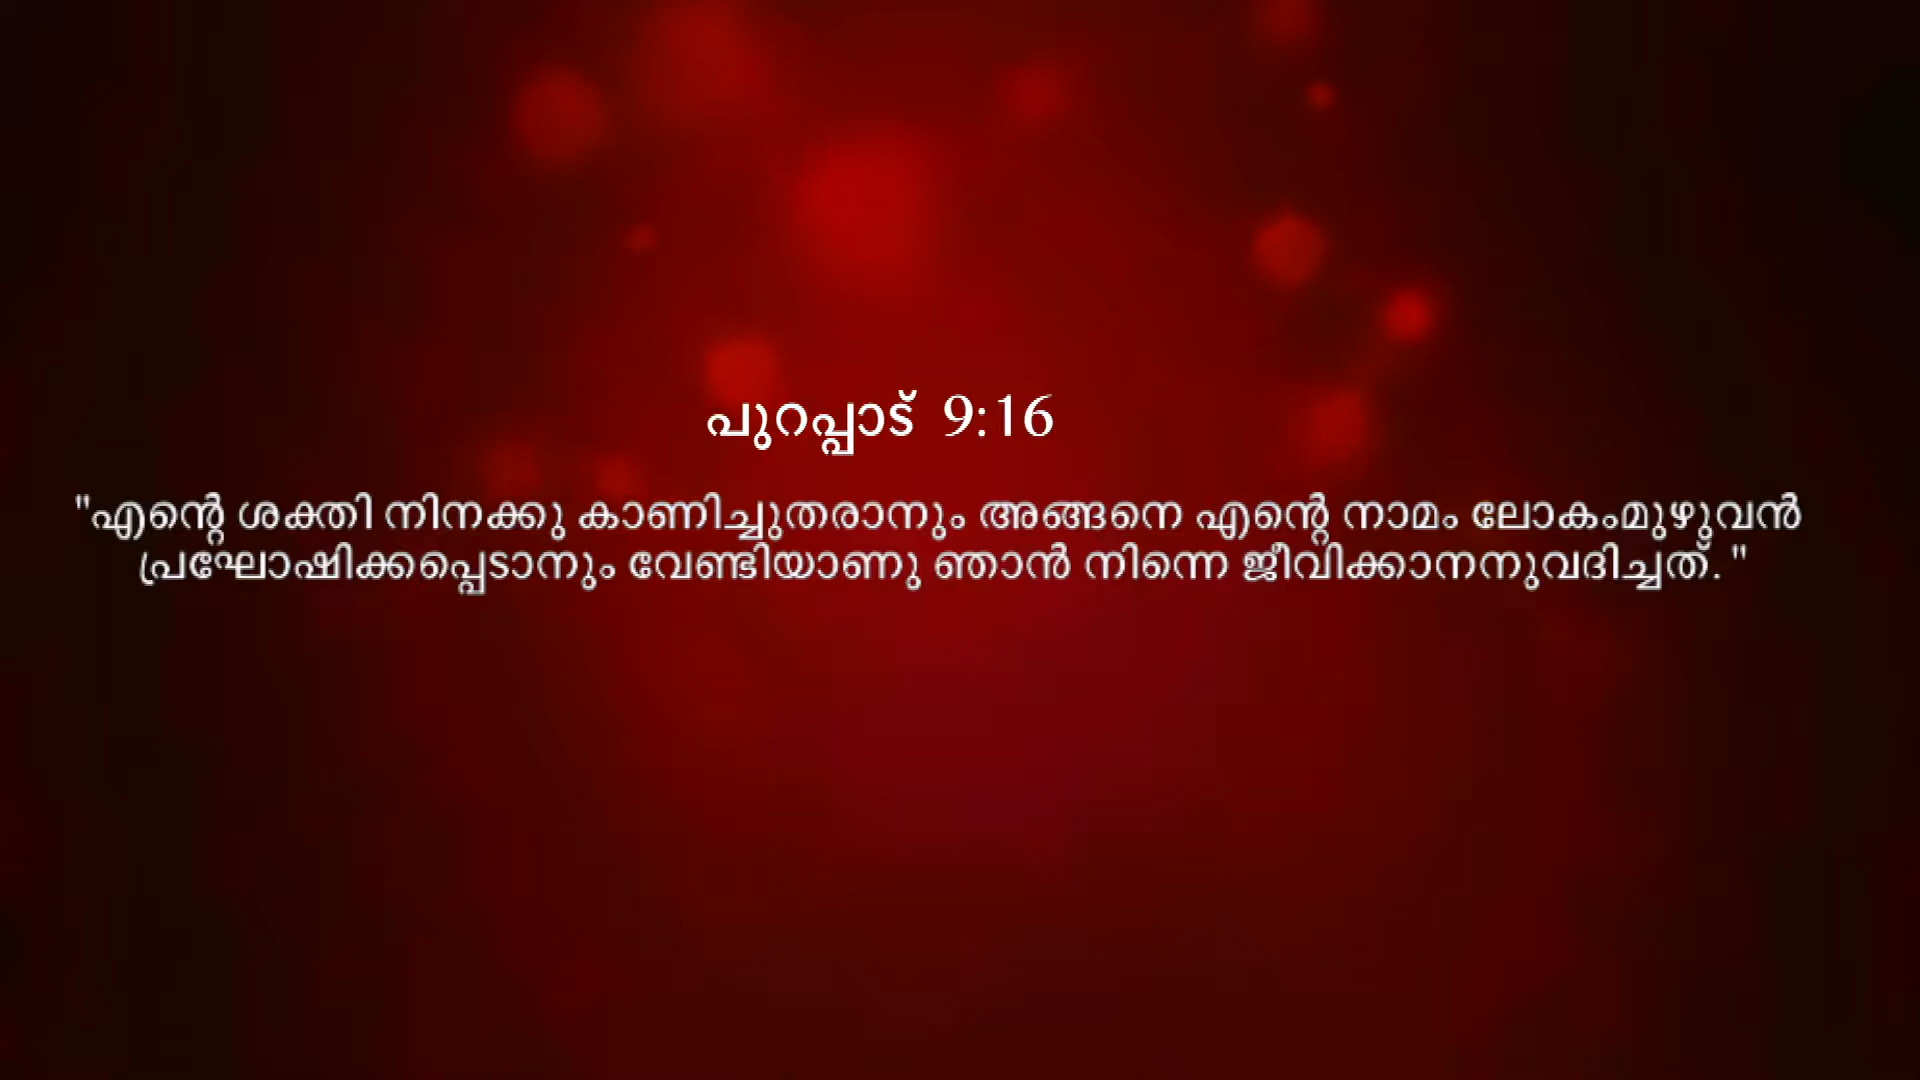 പുറപ്പാട് 9:16
"എന്റെ ശക്തി നിനക്കു കാണിച്ചുതരാനും അങ്ങനെ എന്റെ നാമം ലോകംമുഴുവൻ
പ്രഘോഷിക്കപ്പെടാനും വേണ്ടിയാണു ഞാൻ നിന്നെ ജീവിക്കാനനുവദിച്ചത്. "